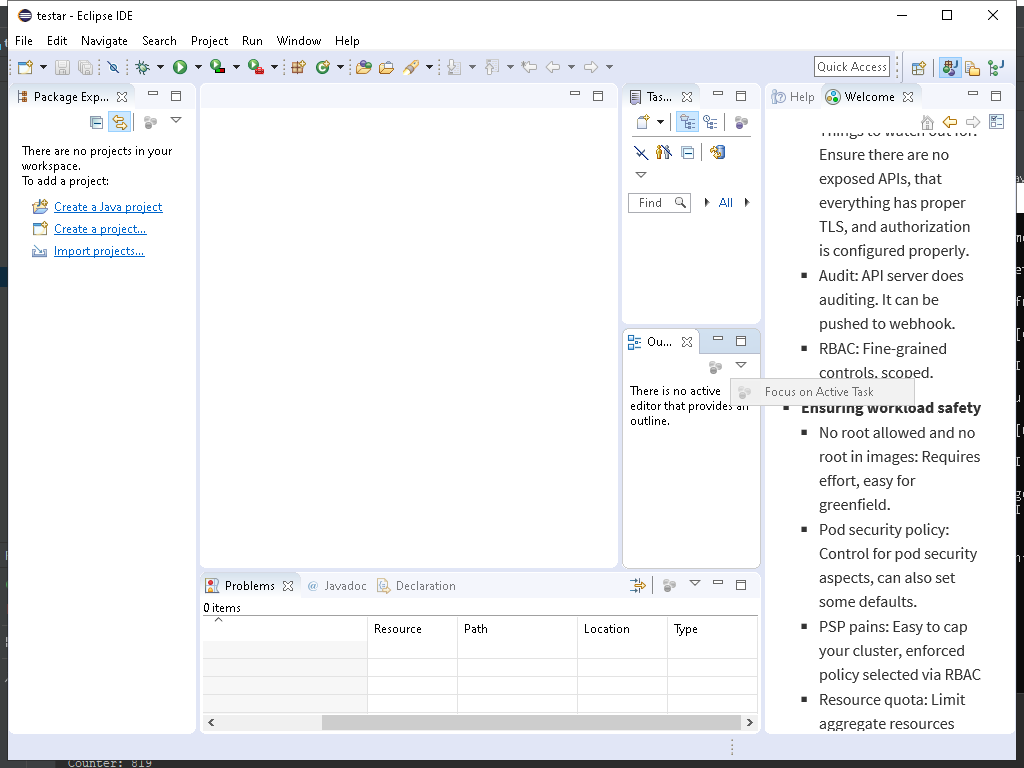 testar - Eclipse IDE
File Edit Navigate Search Project Run Window Help
Quick Access
Package Exp...
There are no projects in your
workspace.
To add a project:
Create a Java project
Create a project...
Import projects...
Tas...
Find
All
Ou...
There is no active
editor that provides an
outline.
Focus on Active Task
Problems
@ Javadoc
Declaration
0 items
Resource Path Location Type
Help
Welcome
Things to watch out for:
Ensure there are no
exposed APIs, that
everything has proper
TLS, and authorization
is configured properly.
Audit: API server does
auditing. It can be
pushed to webhook.
RBAC: Fine-grained
controls, scoped.
Ensuring workload safety
No root allowed and no
root in images: Requires
effort, easy for
greenfield.
Pod security policy:
Control for pod security
aspects, can also set
some defaults.
PSP pains: Easy to cap
your cluster, enforced
policy selected via RBAC
Resource quota: Limit
aggregate resources
Counter: 819